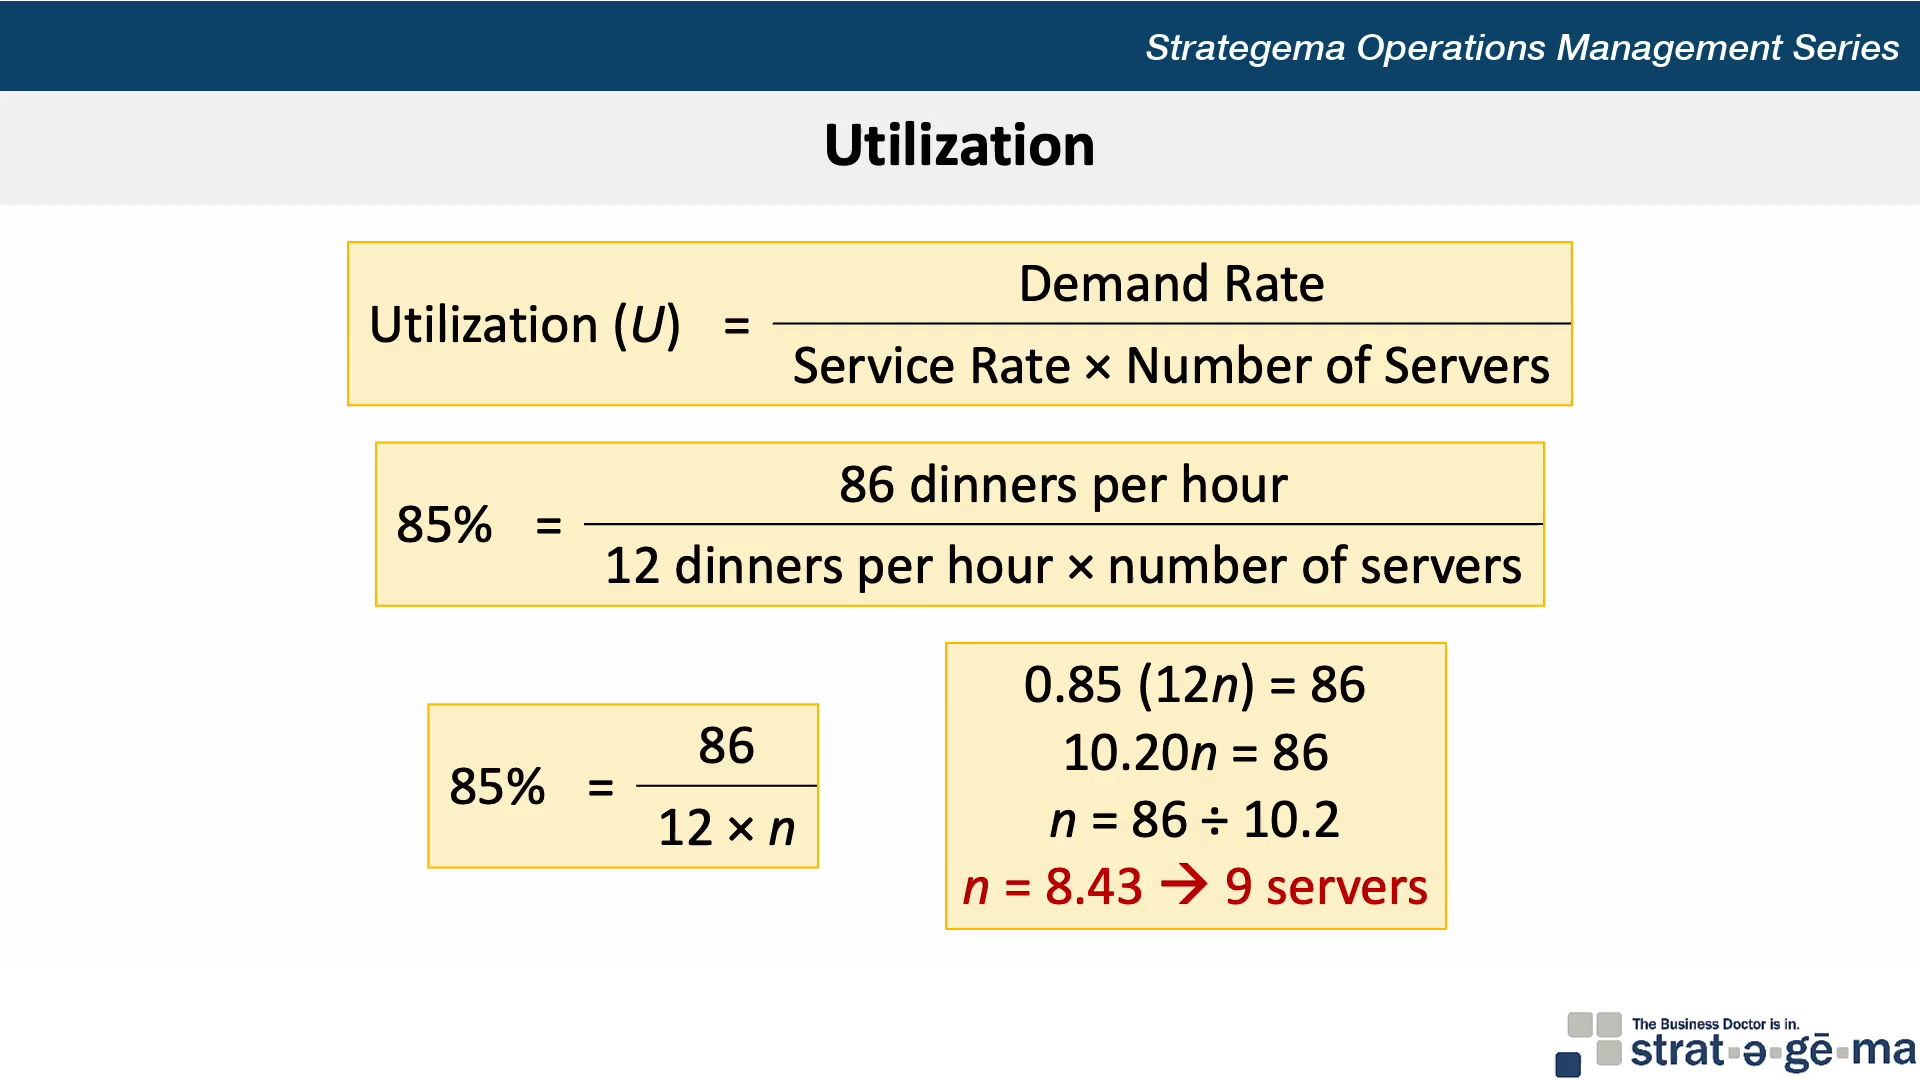 Strategema Operations Management Series
Utilization
Utilization (U) = Demand Rate
Service Rate × Number of Servers
85% = 86 dinners per hour
12 dinners per hour × number of servers
85% = 86
12 × n
0.85 (12n) = 86
10.20n = 86
n = 86 ÷ 10.2
n = 8.43 → 9 servers
The Business Doctor is in.
strat▪ə▪gē▪ma